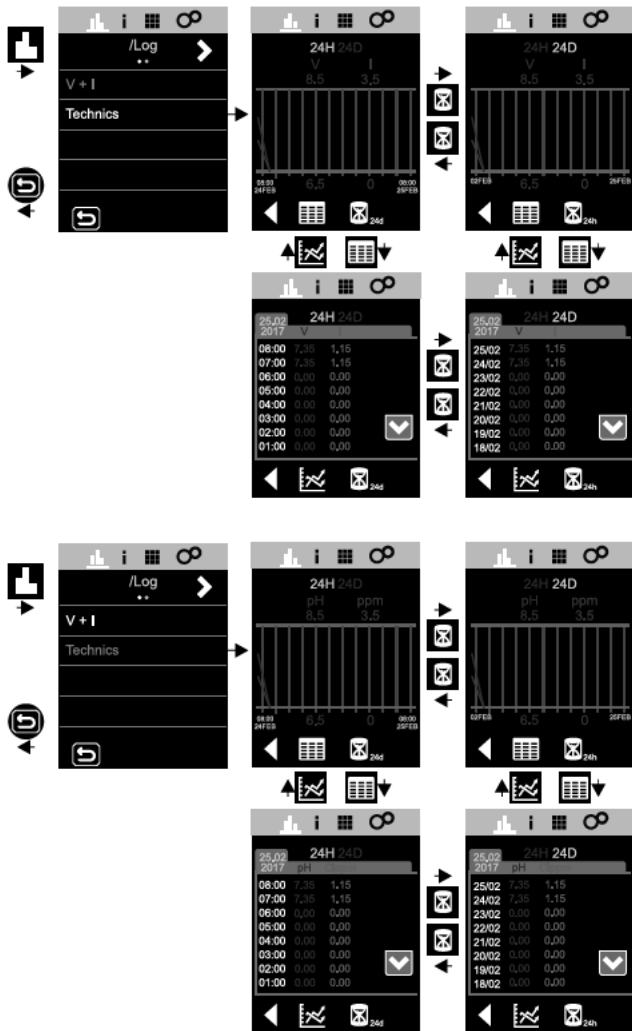 /Log
V + I
Technics
24H 24D
V I
8.5 3.5
08:00
24FEB
6.5 0
08:00
25FEB
24d
24H 24D
V I
8.5 3.5
02FEB
6.5 0
25FEB
24h
25.02
2017
24H 24D
V I
08:00 7.35 1.15
07:00 7.35 1.15
06:00 0.00 0.00
05:00 0.00 0.00
04:00 0.00 0.00
03:00 0.00 0.00
02:00 0.00 0.00
01:00 0.00 0.00
24d
25.02
2017
24H 24D
V I
25/02 7.35 1.15
24/02 7.35 1.15
23/02 0.00 0.00
22/02 0.00 0.00
21/02 0.00 0.00
20/02 0.00 0.00
19/02 0.00 0.00
18/02 0.00 0.00
24h
/Log
V + I
Technics
24H 24D
pH ppm
8.5 3.5
08:00
24FEB
6.5 0
08:00
25FEB
24d
24H 24D
pH ppm
8.5 3.5
02FEB
6.5 0
25FEB
24h
25.02
2017
24H 24D
pH
08:00 7.35 1.15
07:00 7.35 1.15
06:00 0.00 0.00
05:00 0.00 0.00
04:00 0.00 0.00
03:00 0.00 0.00
02:00 0.00 0.00
01:00 0.00 0.00
24d
25.02
2017
24H 24D
pH
25/02 7.35 1.15
24/02 7.35 1.15
23/02 0.00 0.00
22/02 0.00 0.00
21/02 0.00 0.00
20/02 0.00 0.00
19/02 0.00 0.00
18/02 0.00 0.00
24h